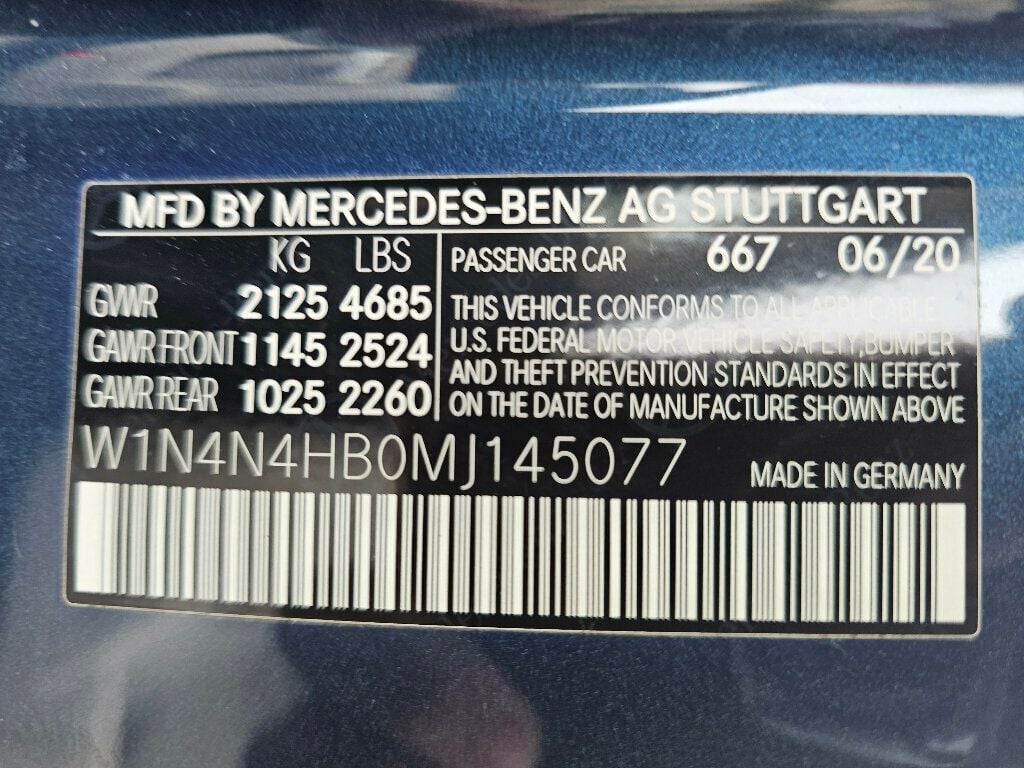 MFD BY MERCEDES-BENZ AG STUTTGART
KG LBS
GVWR 2125 4685
GAWR FRONT 1145 2524
GAWR REAR 1025 2260
PASSENGER CAR 667 06/20
THIS VEHICLE CONFORMS TO ALL APPLICABLE
U.S. FEDERAL MOTOR VEHICLE SAFETY,BUMPER
AND THEFT PREVENTION STANDARDS IN EFFECT
ON THE DATE OF MANUFACTURE SHOWN ABOVE
W1N4N4HB0MJ145077
MADE IN GERMANY